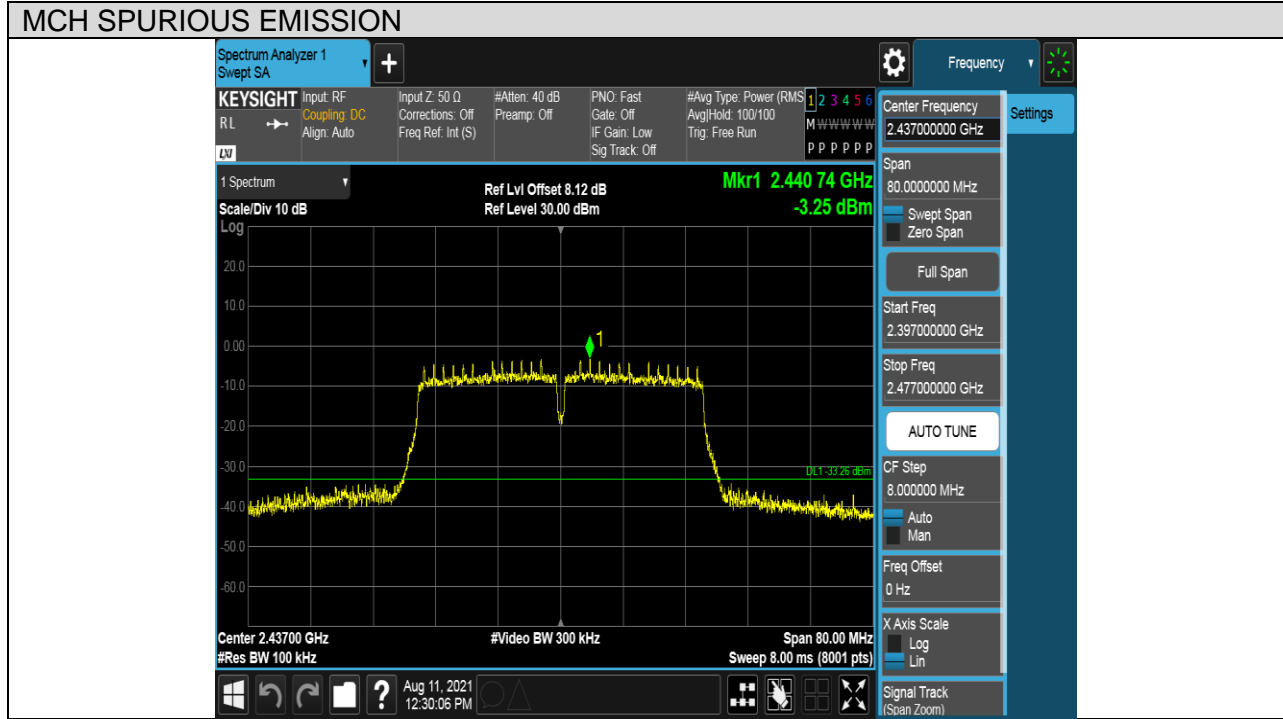 MCH SPURIOUS EMISSION
Spectrum Analyzer 1
Swept SA
+
Frequency
KEYSIGHT
RL
LXI
Input: RF
Coupling: DC
Align: Auto
Input Z: 50 Ω
Corrections: Off
Freq Ref: Int (S)
#Atten: 40 dB
Preamp: Off
PNO: Fast
Gate: Off
IF Gain: Low
Sig Track: Off
#Avg Type: Power (RMS
Avg|Hold: 100/100
Trig: Free Run
1 2 3 4 5 6
M W W W W W
P P P P P P
1 Spectrum
Scale/Div 10 dB
Ref Lvl Offset 8.12 dB
Ref Level 30.00 dBm
Mkr1 2.440 74 GHz
-3.25 dBm
Log
20.0
10.0
0.00
-10.0
-20.0
-30.0
-40.0
-50.0
-60.0
1
DL1 -33.26 dBm
Center 2.43700 GHz
#Res BW 100 kHz
#Video BW 300 kHz
Span 80.00 MHz
Sweep 8.00 ms (8001 pts)
?
Aug 11, 2021
12:30:06 PM
Center Frequency
2.437000000 GHz
Settings
Span
80.0000000 MHz
Swept Span
Zero Span
Full Span
Start Freq
2.397000000 GHz
Stop Freq
2.477000000 GHz
AUTO TUNE
CF Step
8.000000 MHz
Auto
Man
Freq Offset
0 Hz
X Axis Scale
Log
Lin
Signal Track
(Span Zoom)